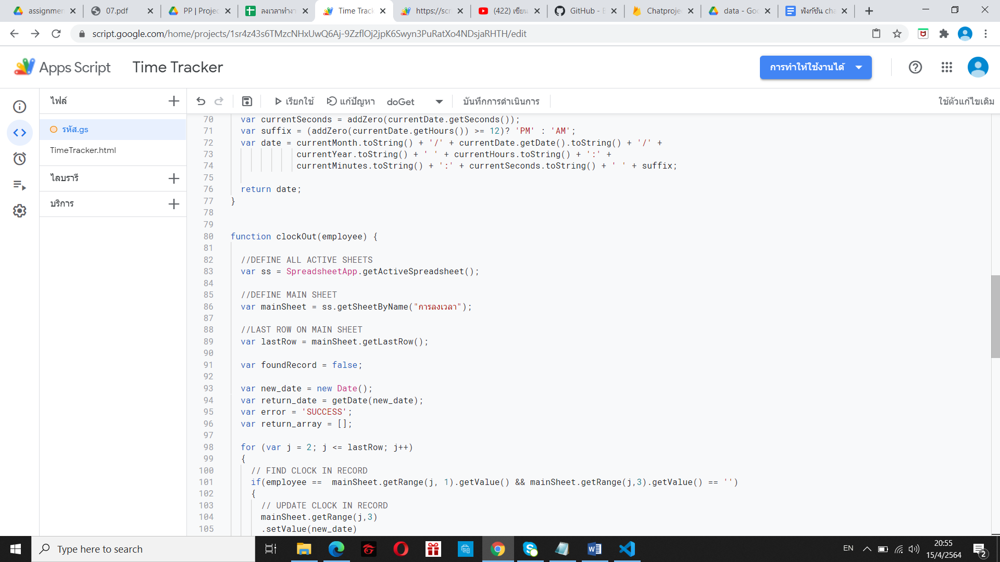 assignmen
07.pdf
PP | Projec
ลงเวลาทำงา
Time Track
https://scr
(422) เขียน
GitHub - E
Chatprojec
data - Goo
ฟังก์ชัน cha
script.google.com/home/projects/1sr4z43s6TMzcNHxUwQ6Aj-9ZzflOj2jpK6Swyn3PuRatXo4NDsjaRHTH/edit
Apps Script
Time Tracker
การทำให้ใช้งานได้
ไฟล์
เรียกใช้
แก้ปัญหา
doGet
บันทึกการดำเนินการ
ใช้ตัวแก้ไขเดิม
รหัส.gs
TimeTracker.html
ไลบรารี
บริการ
70 var currentSeconds = addZero(currentDate.getSeconds());
71 var suffix = (addZero(currentDate.getHours()) >= 12)? 'PM' : 'AM';
72 var date = currentMonth.toString() + '/' + currentDate.getDate().toString() + '/' +
73 currentYear.toString() + ' ' + currentHours.toString() + ':' +
74 currentMinutes.toString() + ':' + currentSeconds.toString() + ' ' + suffix;
75
76 return date;
77 }
78
79
80 function clockOut(employee) {
81
82 //DEFINE ALL ACTIVE SHEETS
83 var ss = SpreadsheetApp.getActiveSpreadsheet();
84
85 //DEFINE MAIN SHEET
86 var mainSheet = ss.getSheetByName("การลงเวลา");
87
88 //LAST ROW ON MAIN SHEET
89 var lastRow = mainSheet.getLastRow();
90
91 var foundRecord = false;
92
93 var new_date = new Date();
94 var return_date = getDate(new_date);
95 var error = 'SUCCESS';
96 var return_array = [];
97
98 for (var j = 2; j <= lastRow; j++)
99 {
100 // FIND CLOCK IN RECORD
101 if(employee ==  mainSheet.getRange(j, 1).getValue() && mainSheet.getRange(j,3).getValue() == '')
102 {
103 // UPDATE CLOCK IN RECORD
104 mainSheet.getRange(j,3)
105 .setValue(new_date)
Type here to search
EN
20:55
15/4/2564
2